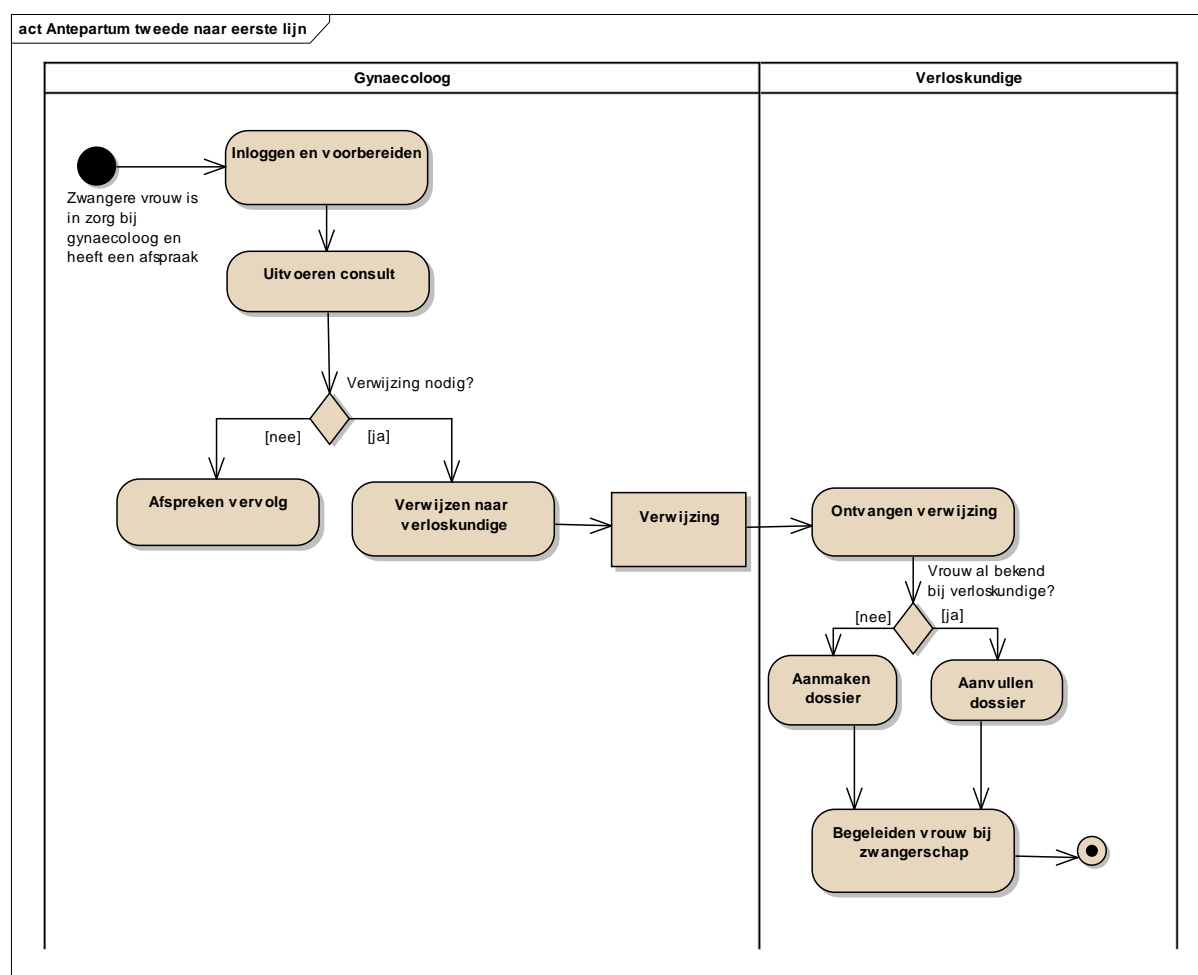 act Antepartum tweede naar eerste lijn
Gynaecoloog
Verloskundige
Inloggen en voorbereiden
Zwangere vrouw is
in zorg bij
gynaecoloog en
heeft een afspraak
Uitvoeren consult
Verwijzing nodig?
[nee]
[ja]
Afspreken vervolg
Verwijzen naar
verloskundige
Verwijzing
Ontvangen verwijzing
Vrouw al bekend
bij verloskundige?
[nee]
[ja]
Aanmaken
dossier
Aanvullen
dossier
Begeleiden vrouw bij
zwangerschap